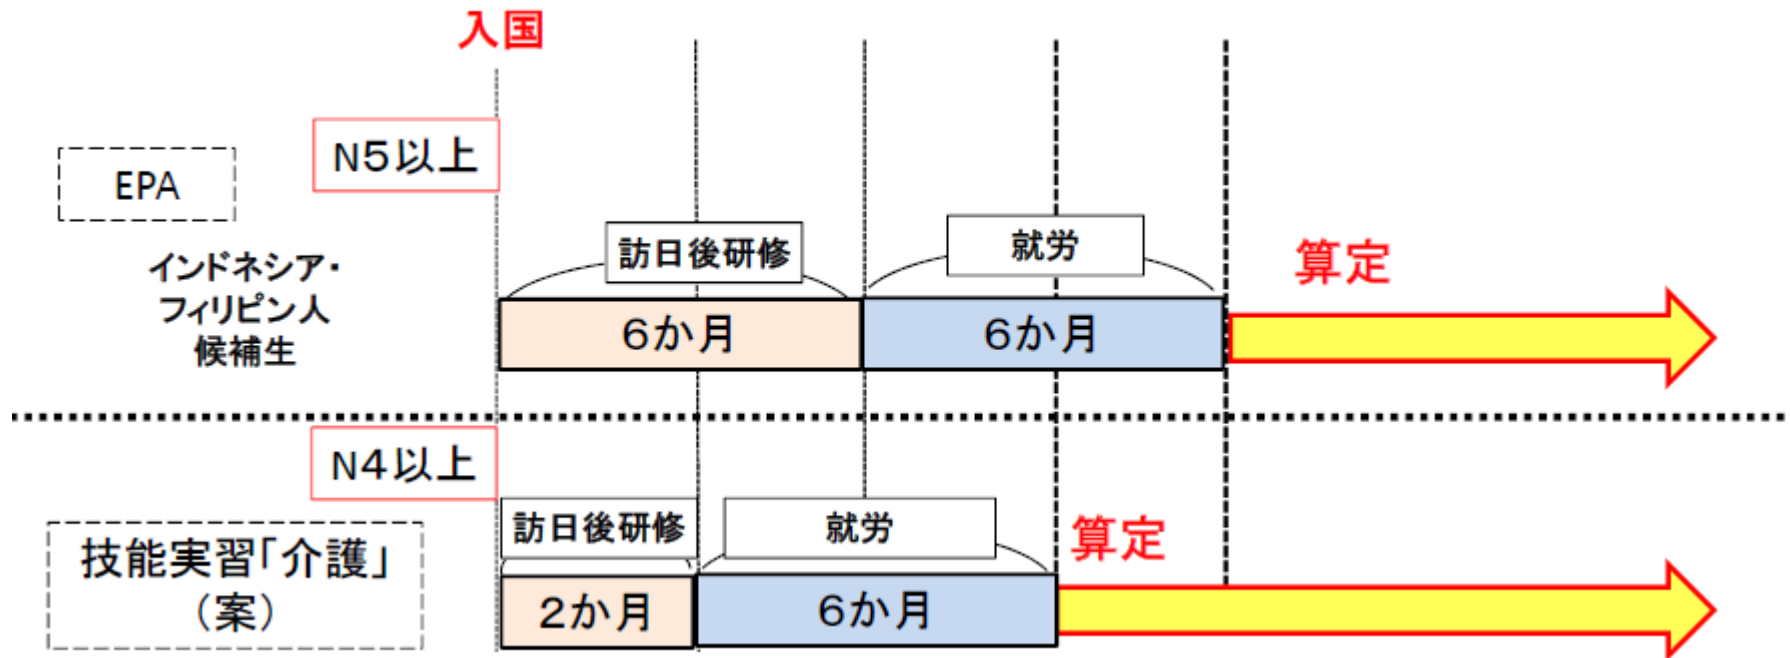 入国
N5以上
EPA
インドネシア・
フィリピン人
候補生
訪日後研修
就労
算定
6か月
6か月
N4以上
技能実習「介護」
（案）
訪日後研修
就労
算定
2か月
6か月